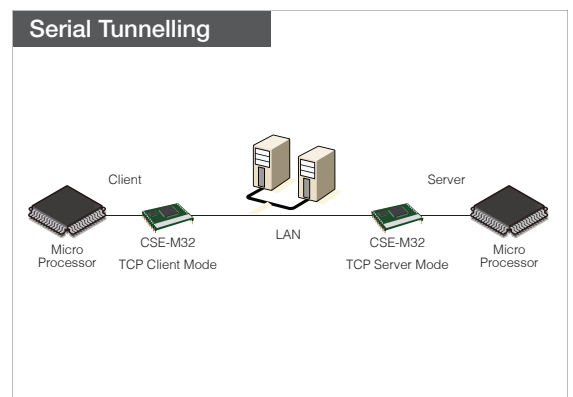 Serial Tunnelling
Client
Server
Micro
Processor
CSE-M32
TCP Client Mode
LAN
CSE-M32
TCP Server Mode
Micro
Processor